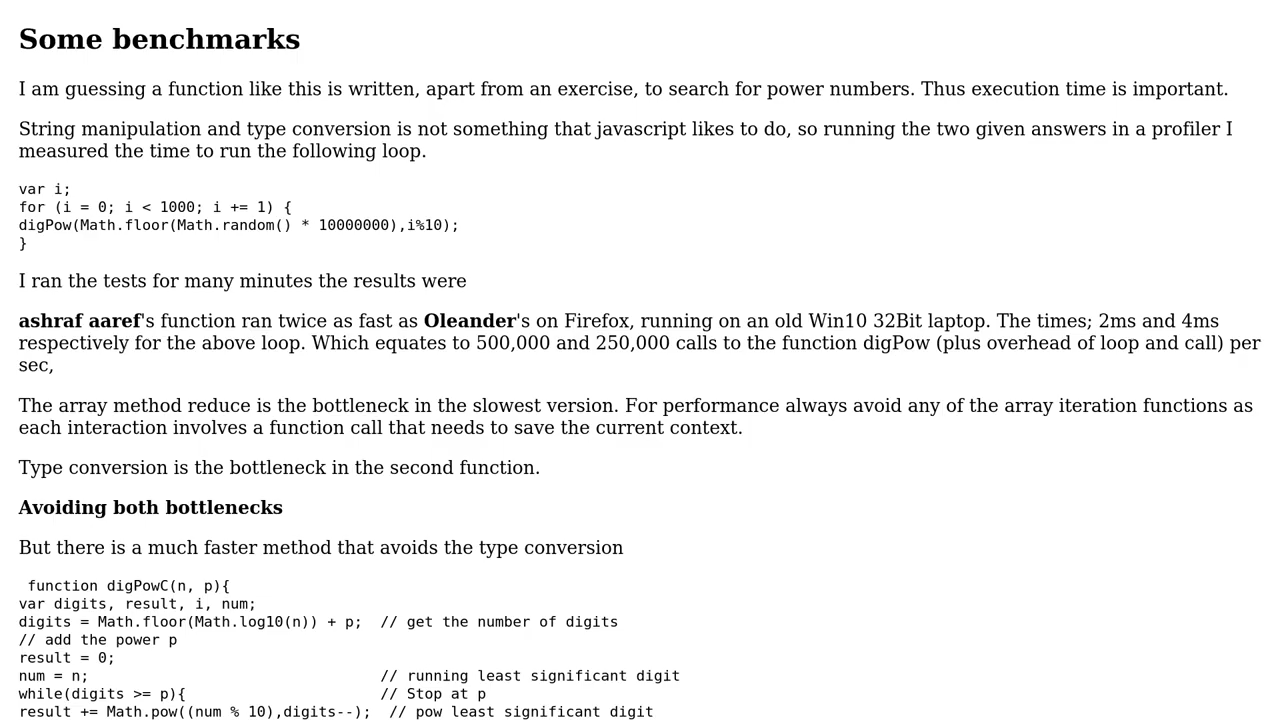 Some benchmarks
I am guessing a function like this is written, apart from an exercise, to search for power numbers. Thus execution time is important.
String manipulation and type conversion is not something that javascript likes to do, so running the two given answers in a profiler I
measured the time to run the following loop.
var i;
for (i = 0; i < 1000; i += 1) {
digPow(Math.floor(Math.random() * 10000000),i%10);
}
I ran the tests for many minutes the results were
ashraf aaref's function ran twice as fast as Oleander's on Firefox, running on an old Win10 32Bit laptop. The times; 2ms and 4ms
respectively for the above loop. Which equates to 500,000 and 250,000 calls to the function digPow (plus overhead of loop and call) per
sec,
The array method reduce is the bottleneck in the slowest version. For performance always avoid any of the array iteration functions as
each interaction involves a function call that needs to save the current context.
Type conversion is the bottleneck in the second function.
Avoiding both bottlenecks
But there is a much faster method that avoids the type conversion
function digPowC(n, p){
var digits, result, i, num;
digits = Math.floor(Math.log10(n)) + p;  // get the number of digits
// add the power p
result = 0;
num = n;                                 // running least significant digit
while(digits >= p){                      // Stop at p
result += Math.pow((num % 10),digits--);  // pow least significant digit